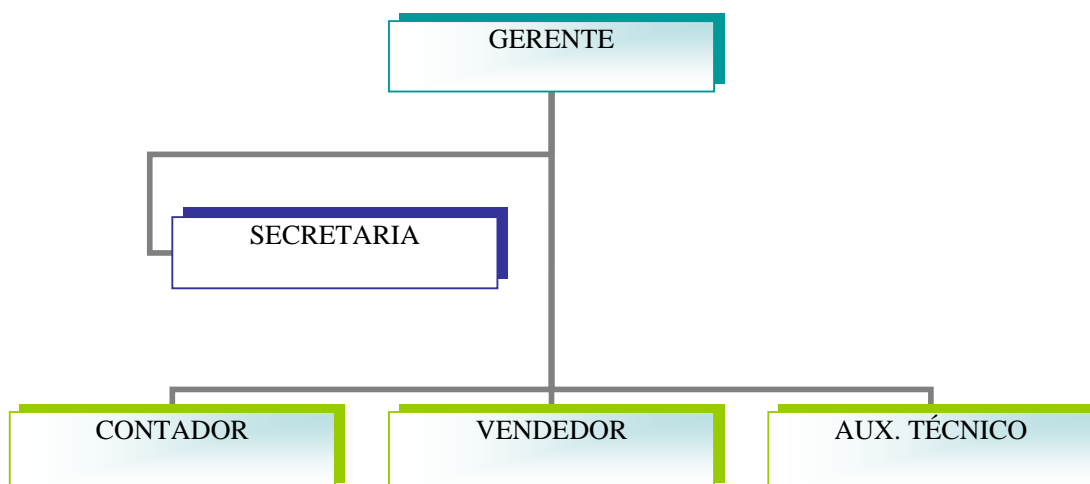 GERENTE
SECRETARIA
CONTADOR
VENDEDOR
AUX. TÉCNICO